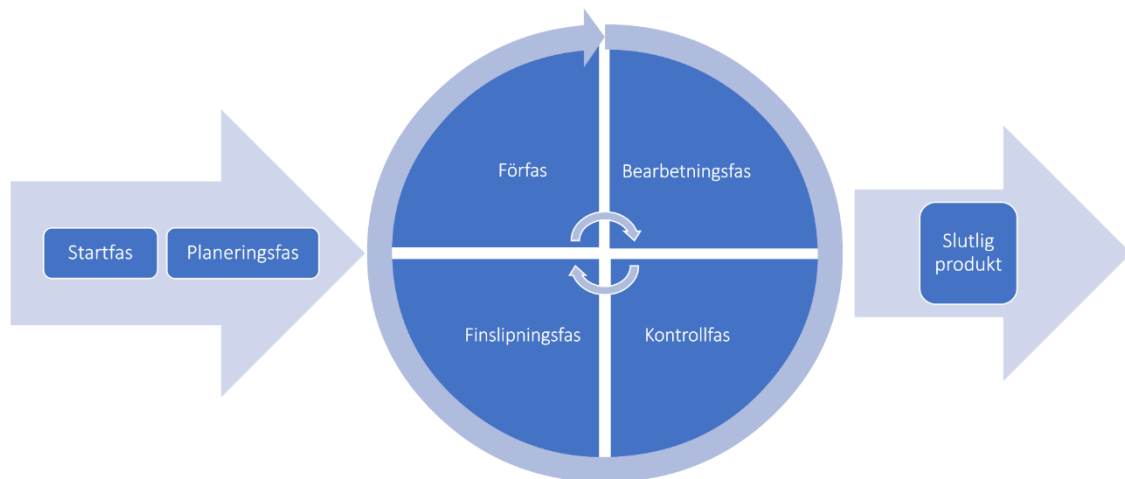 Startfas
Planeringsfas
Förfas
Bearbetningsfas
Finslipningsfas
Kontrollfas
Slutlig
produkt